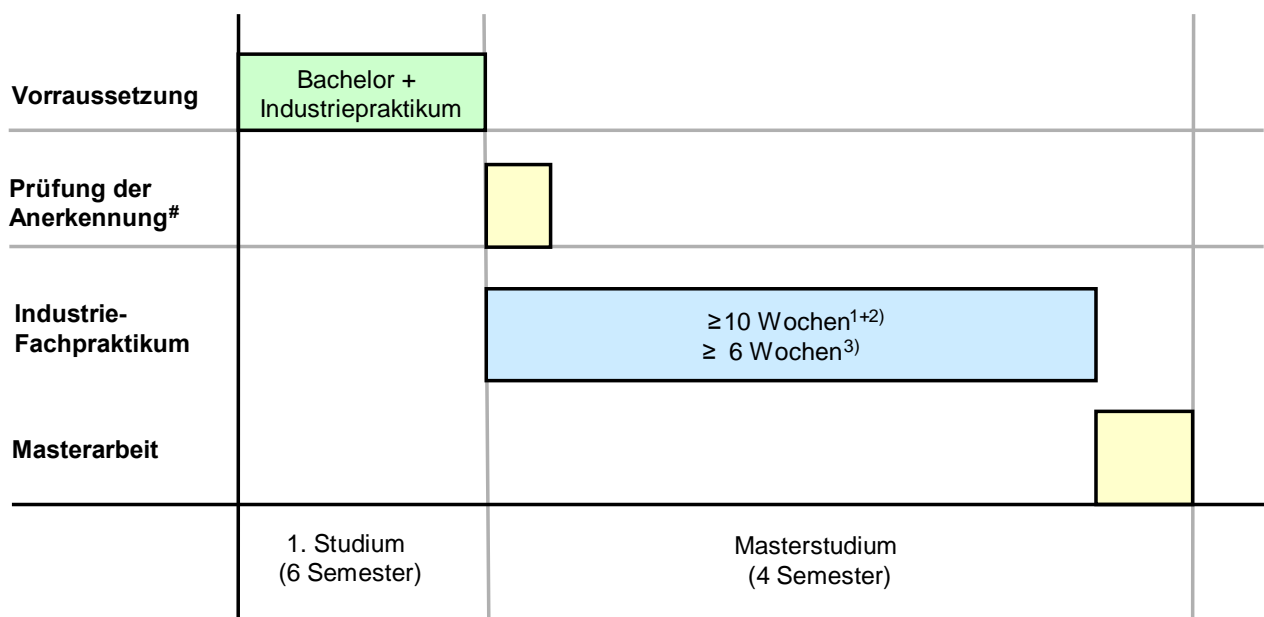 Vorraussetzung
Bachelor +
Industriepraktikum
Prüfung der
Anerkennung#
Industrie-
Fachpraktikum
≥10 Wochen1+2)
≥ 6 Wochen3)
Masterarbeit
1. Studium
(6 Semester)
Masterstudium
(4 Semester)